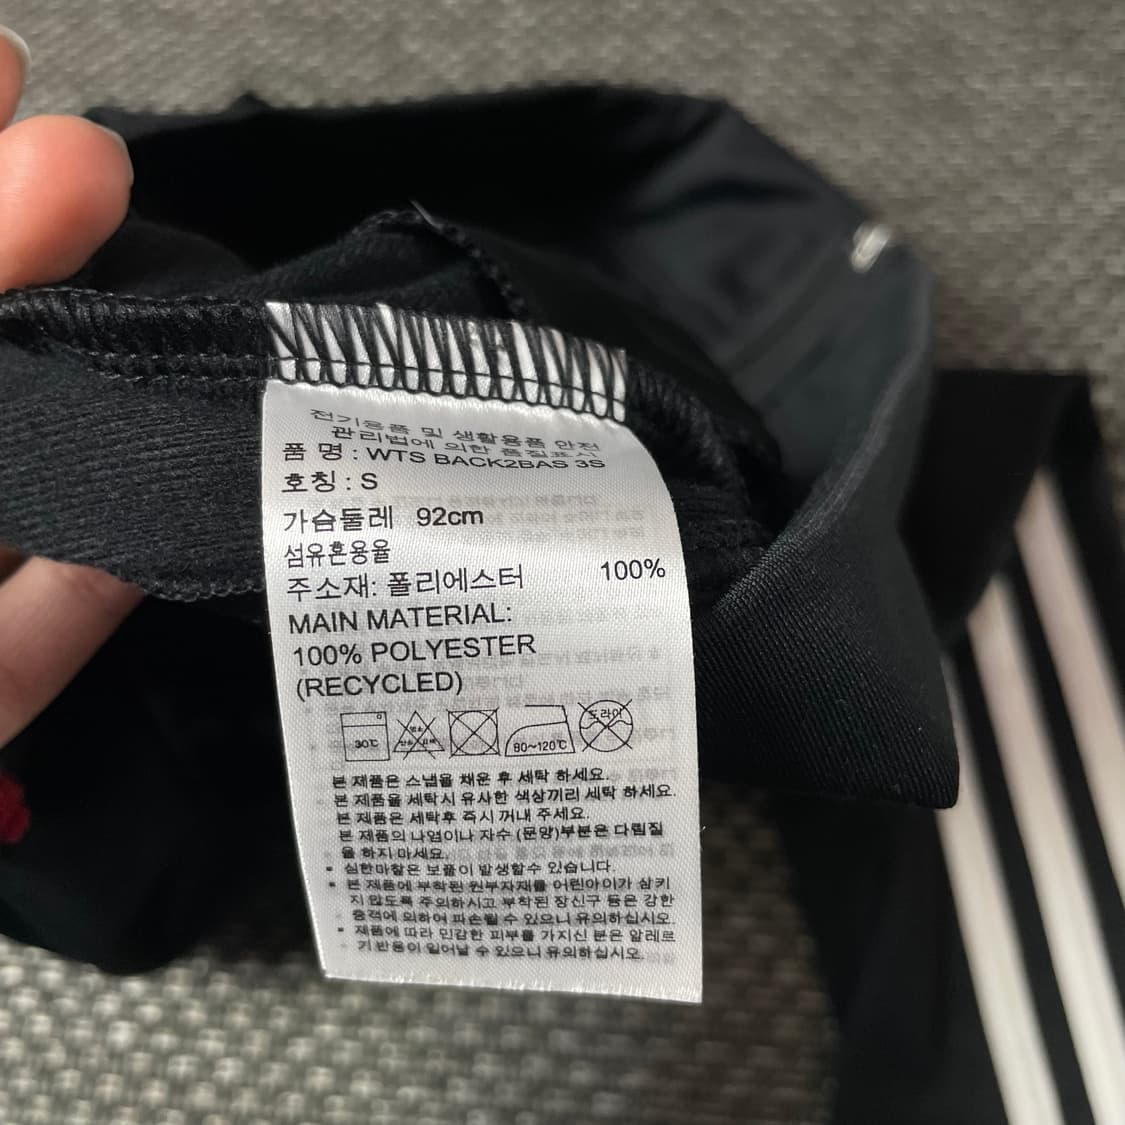 전기용품 및 생활용품 안전
관리법에 의한 품질표시
품 명 : WTS BACK2BAS 3S
호칭 : S
가슴둘레 92cm
섬유혼용율
주소재: 폴리에스터 100%
MAIN MATERIAL:
100% POLYESTER
(RECYCLED)
30℃ 80~120℃ 드라이
본 제품은 스냅을 채운 후 세탁 하세요.
본 제품을 세탁시 유사한 색상끼리 세탁 하세요.
본 제품은 세탁후 즉시 꺼내 주세요.
본 제품의 나염이나 자수 (문양)부분은 다림질
을 하지 마세요.
• 심한마찰은 보풀이 발생할수 있습니다.
• 본 제품에 부착된 원부자재를 어린아이가 삼키
지 않도록 주의하시고 부착된 장신구 등은 강한
충격에 의하여 파손될 수 있으니 유의하십시오.
• 제품에 따라 민감한 피부를 가지신 분은 알레르
기 반응이 일어날 수 있으니 유의하십시오.